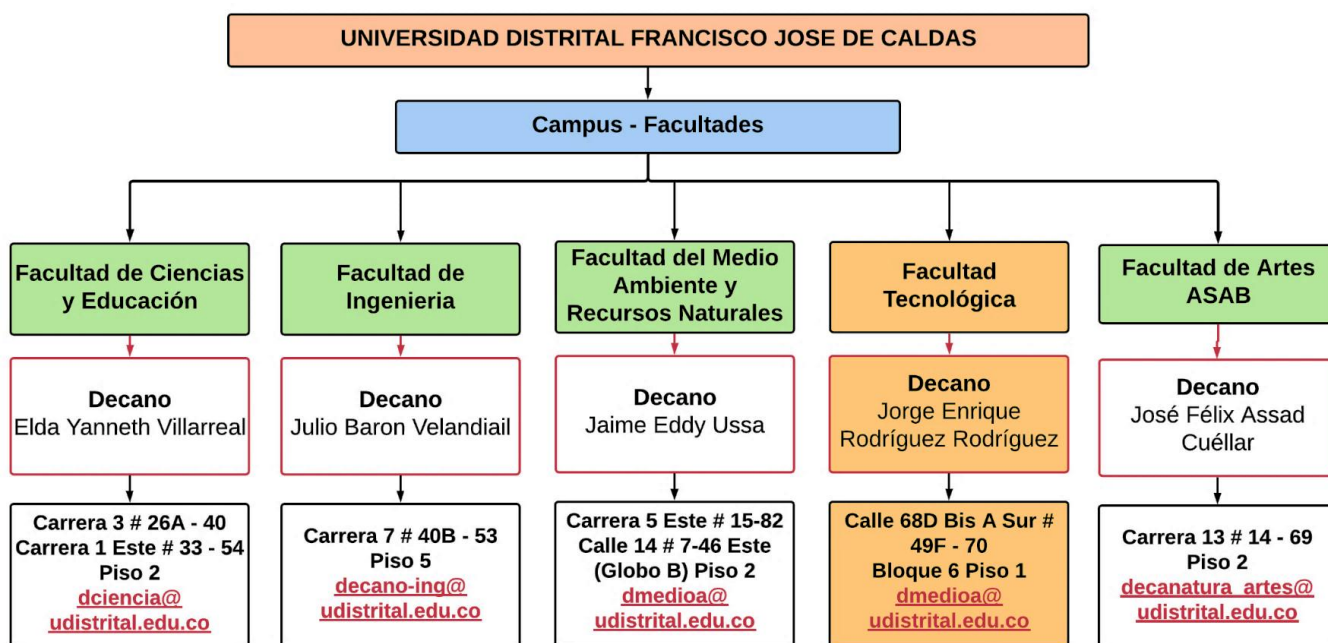 UNIVERSIDAD DISTRITAL FRANCISCO JOSE DE CALDAS
Campus - Facultades
Facultad de Ciencias
y Educación
Decano
Elda Yanneth Villarreal
Carrera 3 # 26A - 40
Carrera 1 Este # 33 - 54
Piso 2
dciencia@
udistrital.edu.co
Facultad de
Ingenieria
Decano
Julio Baron Velandiail
Carrera 7 # 40B - 53
Piso 5
decano-ing@
udistrital.edu.co
Facultad del Medio
Ambiente y
Recursos Naturales
Decano
Jaime Eddy Ussa
Carrera 5 Este # 15-82
Calle 14 # 7-46 Este
(Globo B) Piso 2
dmedioa@
udistrital.edu.co
Facultad
Tecnológica
Decano
Jorge Enrique
Rodríguez Rodríguez
Calle 68D Bis A Sur #
49F - 70
Bloque 6 Piso 1
dmedioa@
udistrital.edu.co
Facultad de Artes
ASAB
Decano
José Félix Assad
Cuéllar
Carrera 13 # 14 - 69
Piso 2
decanatura_artes@
udistrital.edu.co